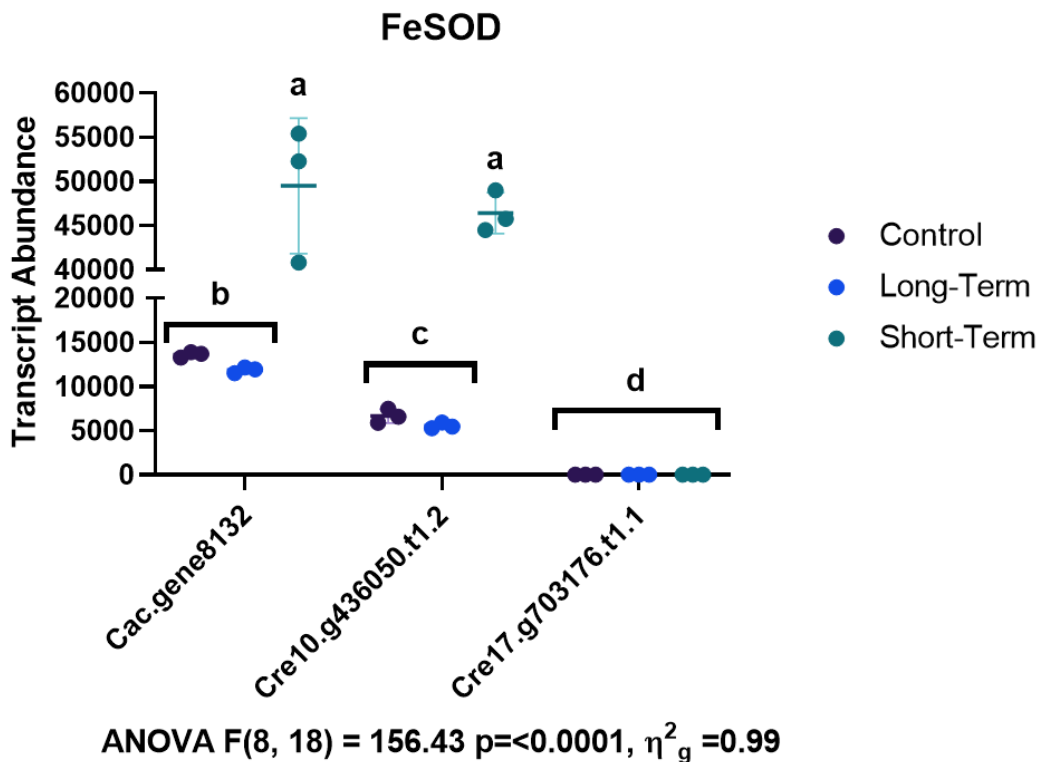 FeSOD
Transcript Abundance
60000
55000
50000
45000
40000
20000
15000
10000
5000
0
a
a
b
c
d
Control
Long-Term
Short-Term
Cac.gene8132
Cre10.g436050.t1.2
Cre17.g703176.t1.1
ANOVA F(8, 18) = 156.43 p=<0.0001, η²g =0.99